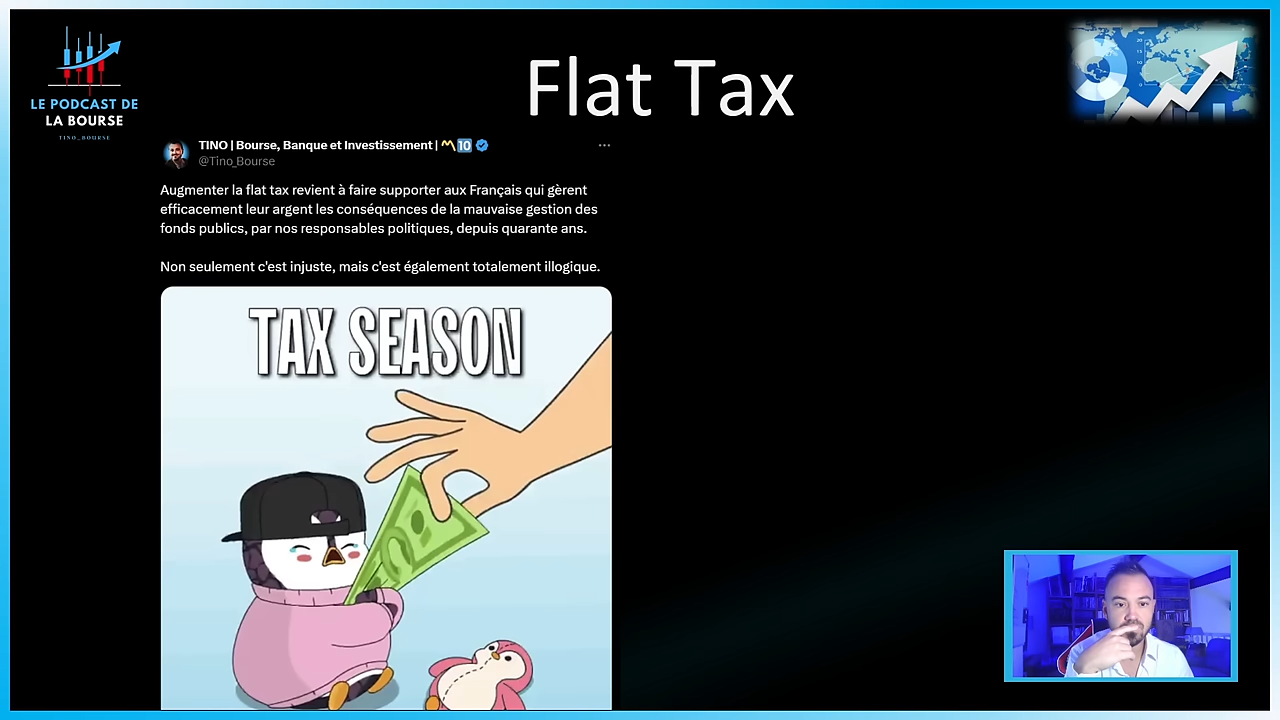 LE PODCAST DE
LA BOURSE
TINO_BOURSE
Flat Tax
TINO | Bourse, Banque et Investissement | 〽️🔟
@Tino_Bourse
Augmenter la flat tax revient à faire supporter aux Français qui gèrent
efficacement leur argent les conséquences de la mauvaise gestion des
fonds publics, par nos responsables politiques, depuis quarante ans.
Non seulement c'est injuste, mais c'est également totalement illogique.
TAX SEASON